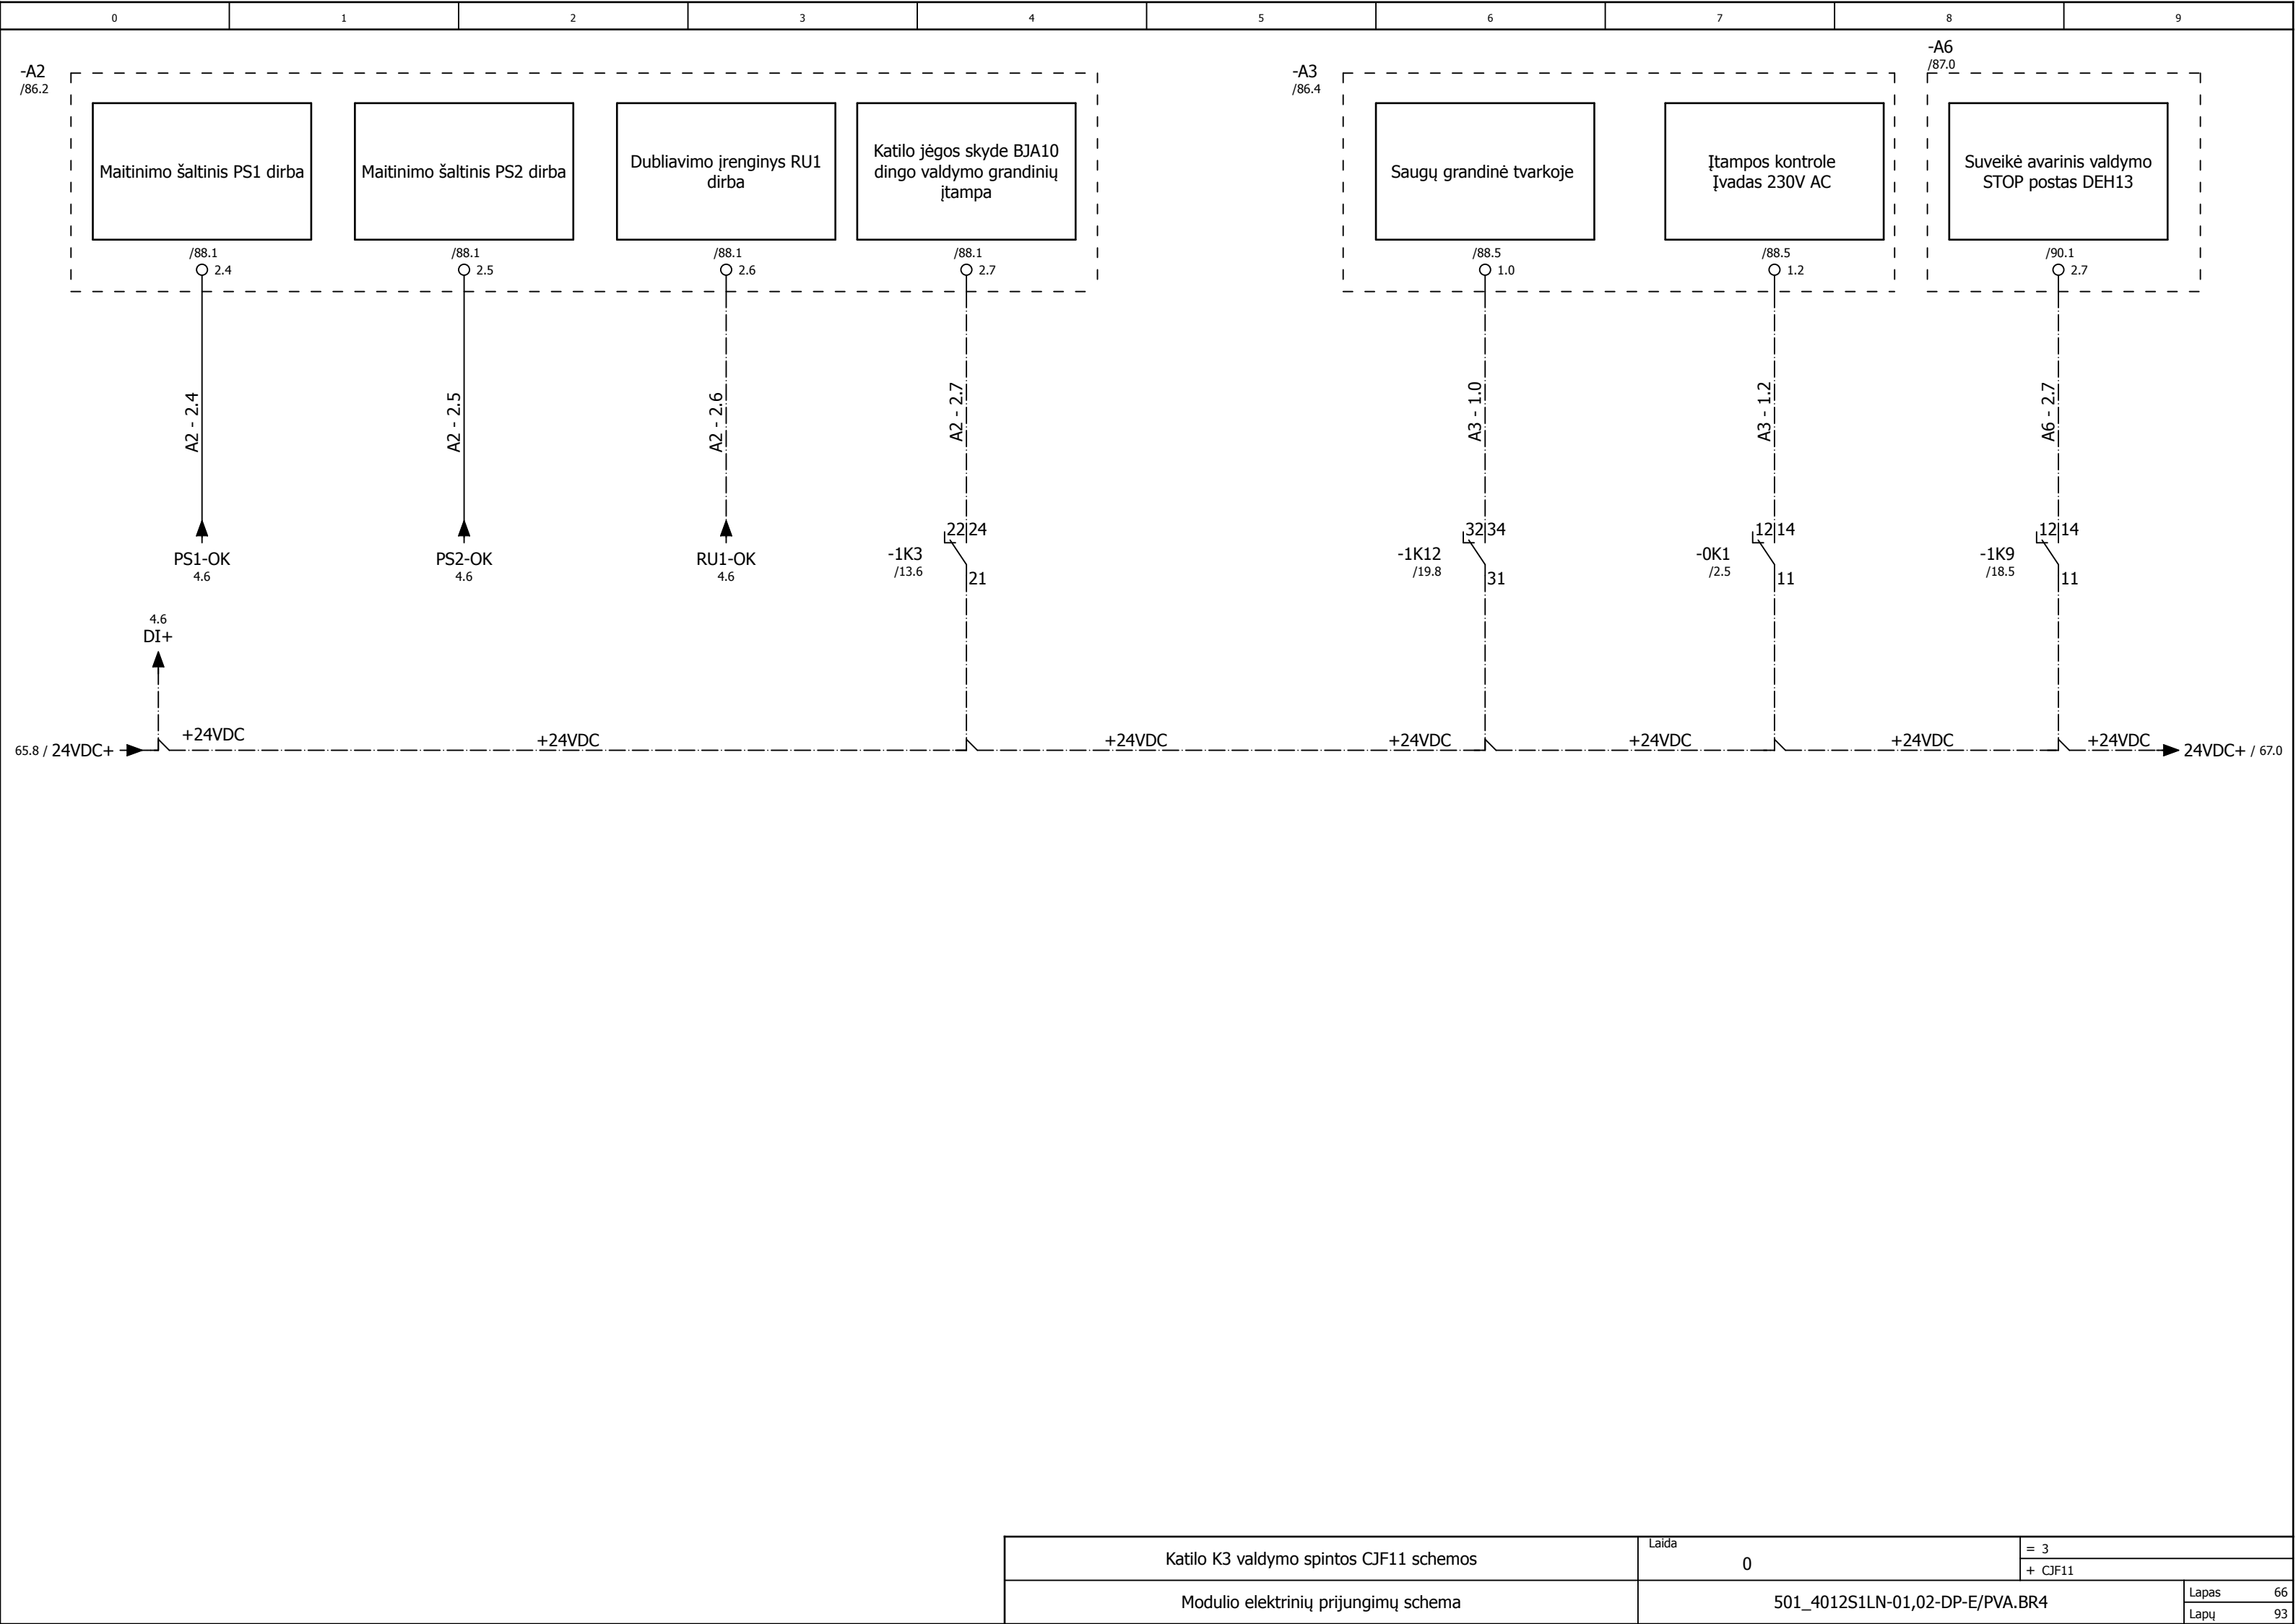 0 1 2 3 4 5 6 7 8 9
-A2
/86.2
-A3
/86.4
-A6
/87.0
Maitinimo šaltinis PS1 dirba
Maitinimo šaltinis PS2 dirba
Dubliavimo įrenginys RU1
dirba
Katilo jėgos skyde BJA10
dingo valdymo grandinių
įtampa
Saugų grandinė tvarkoje
Įtampos kontrole
Įvadas 230V AC
Suveikė avarinis valdymo
STOP postas DEH13
/88.1
2.4
/88.1
2.5
/88.1
2.6
/88.1
2.7
/88.5
1.0
/88.5
1.2
/90.1
2.7
A2 - 2.4
A2 - 2.5
A2 - 2.6
A2 - 2.7
A3 - 1.0
A3 - 1.2
A6 - 2.7
PS1-OK
4.6
PS2-OK
4.6
RU1-OK
4.6
22 24
-1K3
/13.6
21
32 34
-1K12
/19.8
31
12 14
-0K1
/2.5
11
12 14
-1K9
/18.5
11
4.6
DI+
65.8 / 24VDC+
+24VDC
+24VDC
+24VDC
+24VDC
+24VDC
+24VDC
+24VDC
24VDC+ / 67.0
Katilo K3 valdymo spintos CJF11 schemos
Laida
0
= 3
+ CJF11
Modulio elektrinių prijungimų schema
501_4012S1LN-01,02-DP-E/PVA.BR4
Lapas 66
Lapų 93